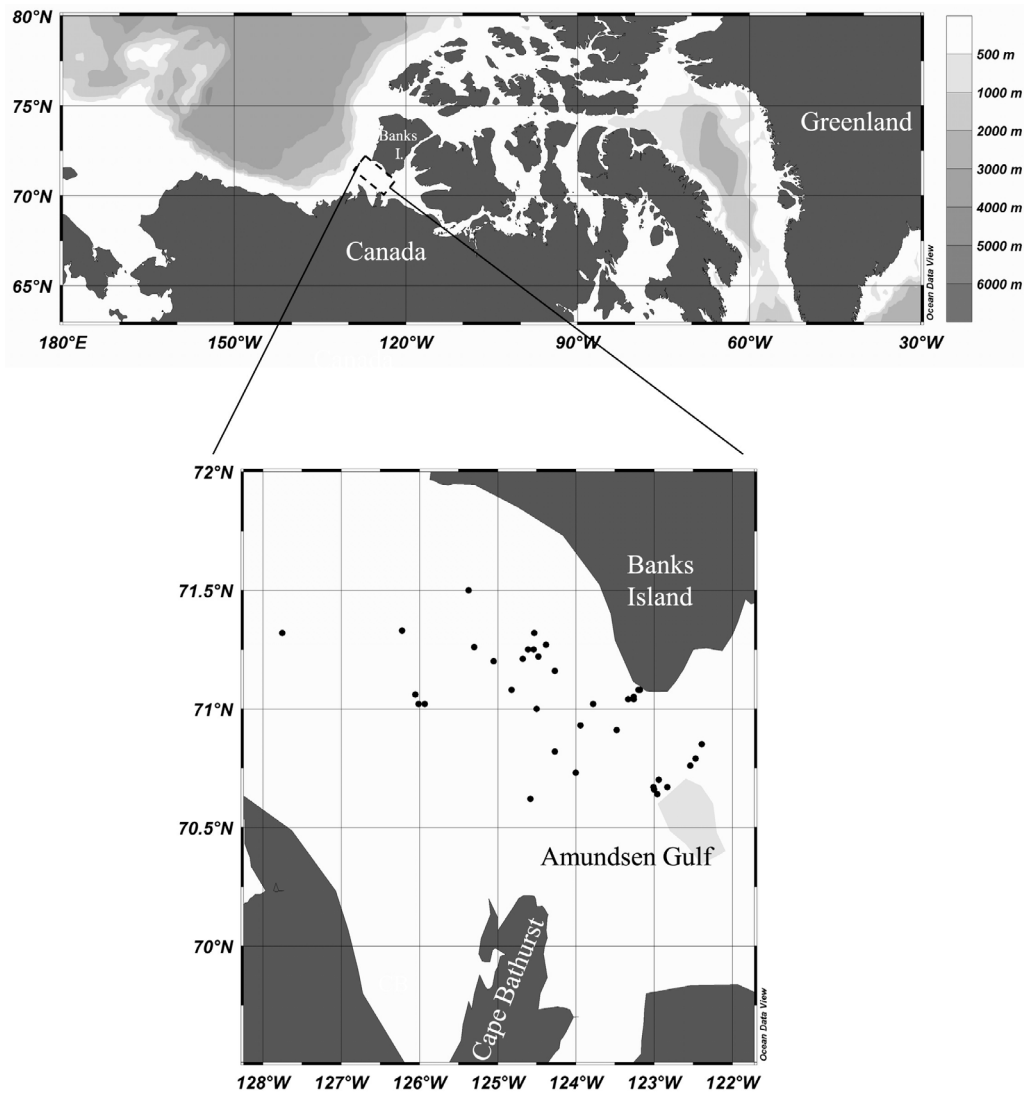 80°N
75°N
70°N
65°N
180°E
150°W
120°W
90°W
60°W
30°W
Banks
I.
Canada
Greenland
Ocean Data View
500 m
1000 m
2000 m
3000 m
4000 m
5000 m
6000 m
72°N
71.5°N
71°N
70.5°N
70°N
Banks
Island
Amundsen Gulf
Cape Bathurst
Ocean Data View
128°W
127°W
126°W
125°W
124°W
123°W
122°W